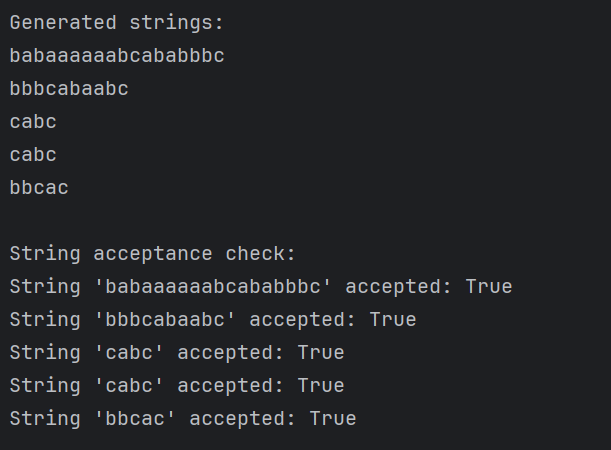 Generated strings:
babaaaaaabcababbbc
bbbcabaabc
cabc
cabc
bbcac
String acceptance check:
String 'babaaaaaabcababbbc' accepted: True
String 'bbbcabaabc' accepted: True
String 'cabc' accepted: True
String 'cabc' accepted: True
String 'bbcac' accepted: True